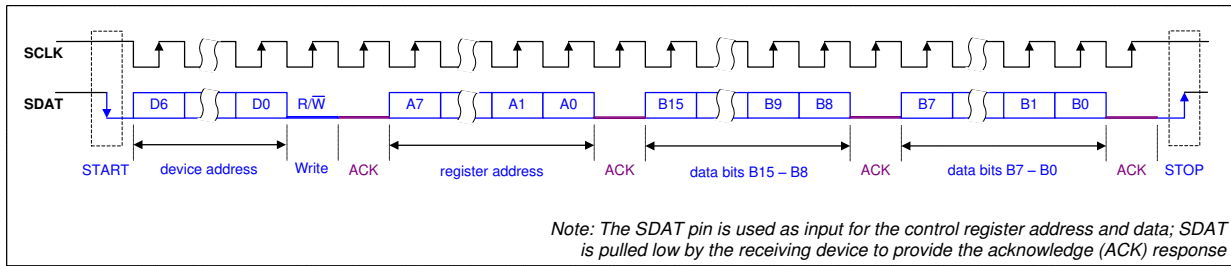 SCLK
SDAT
D6 D0 R/W̅ A7 A1 A0 B15 B9 B8 B7 B1 B0
START device address Write ACK register address ACK data bits B15 – B8 ACK data bits B7 – B0 ACK STOP
Note: The SDAT pin is used as input for the control register address and data; SDAT
is pulled low by the receiving device to provide the acknowledge (ACK) response